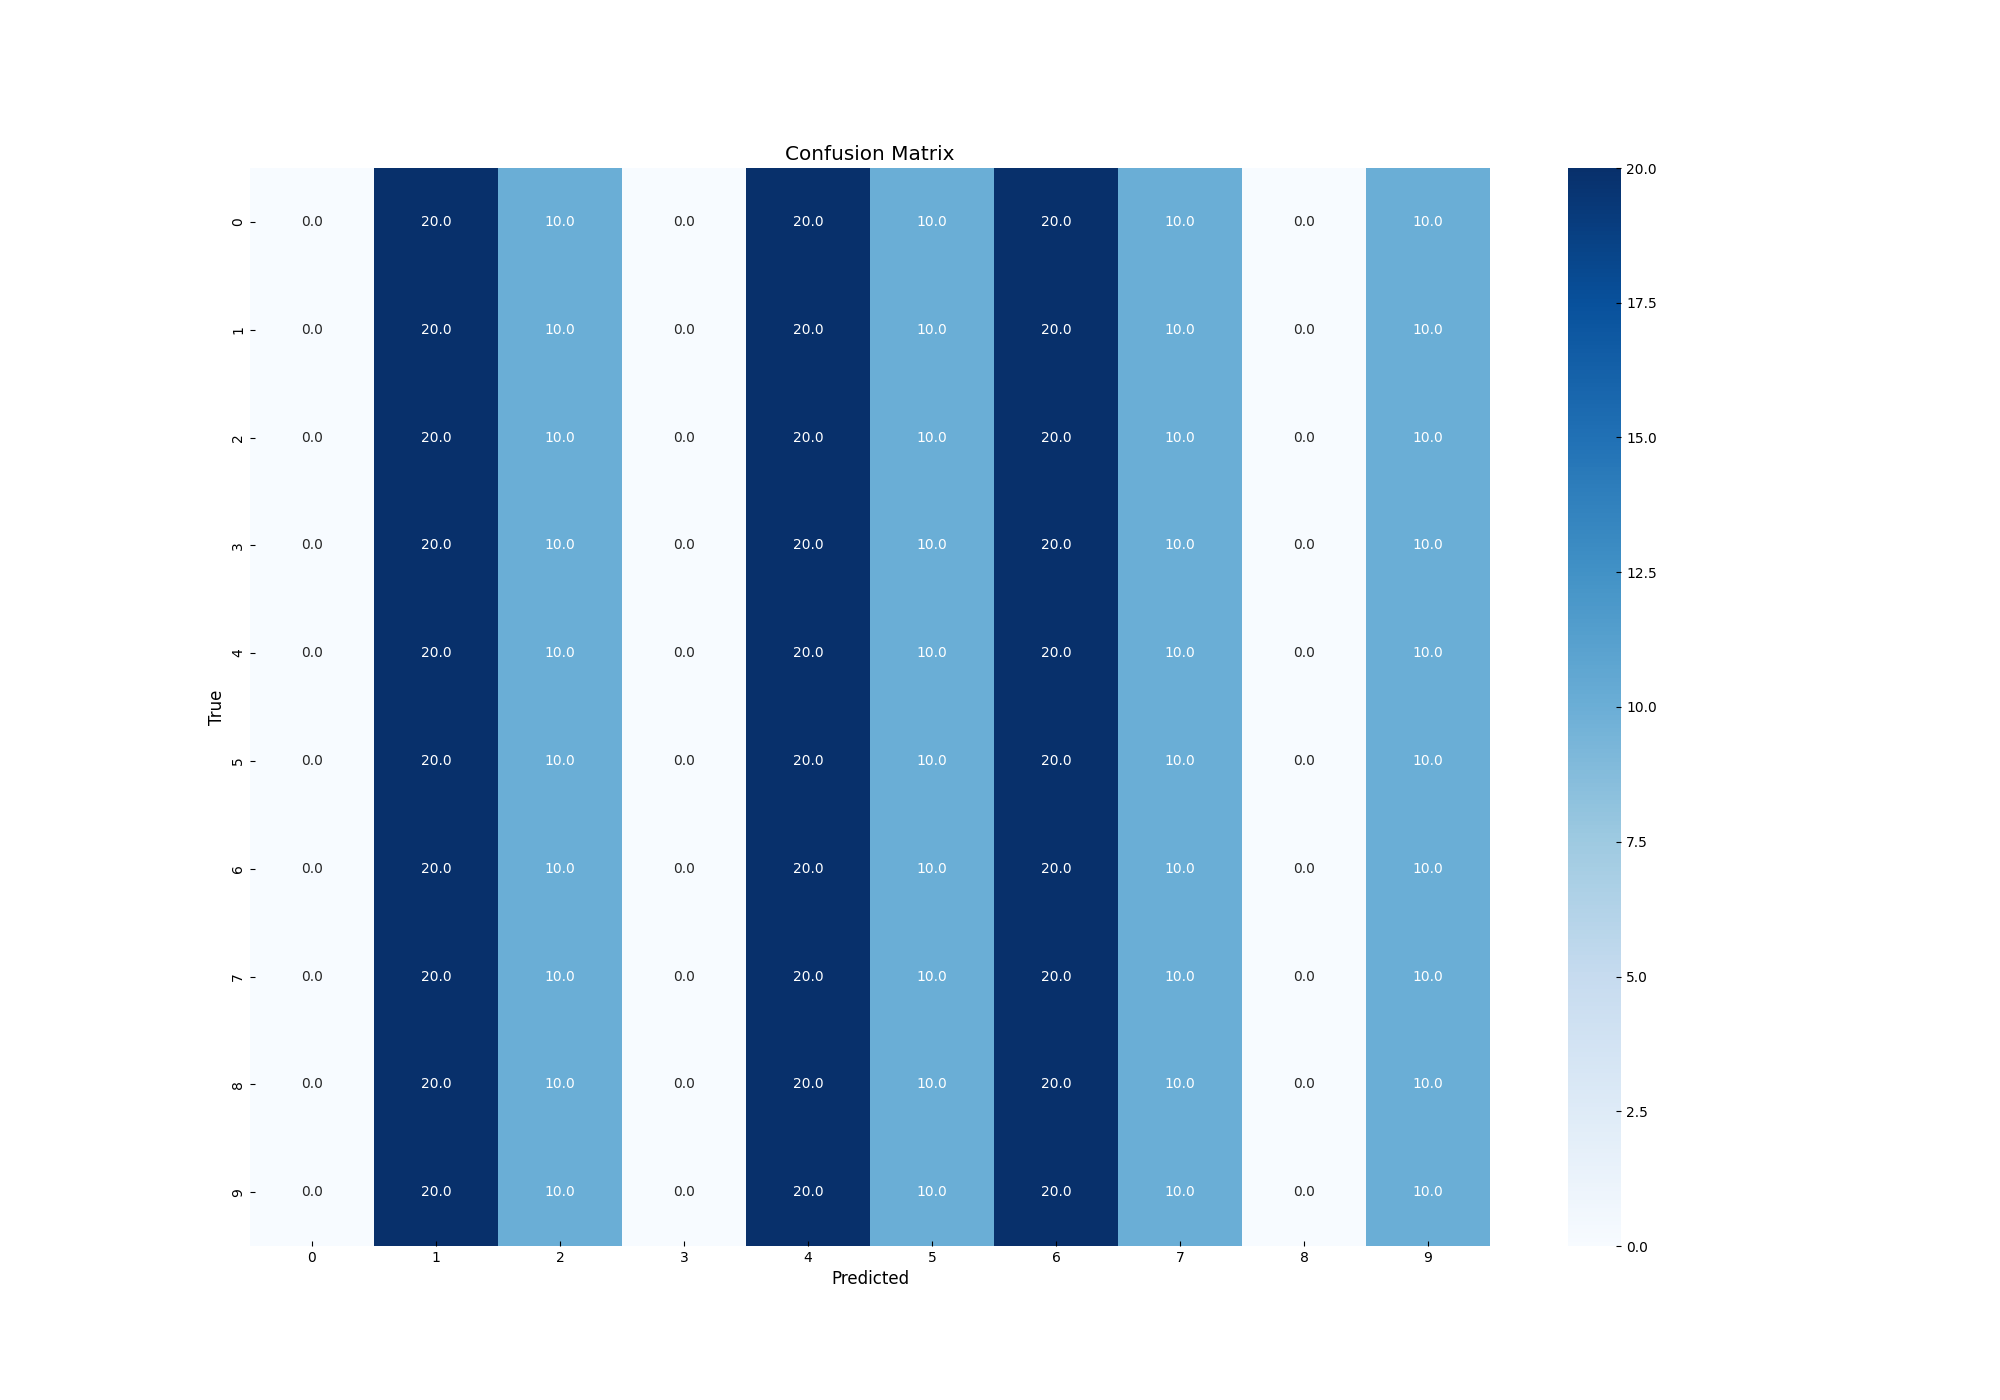 Confusion Matrix
0 0.0 20.0 10.0 0.0 20.0 10.0 20.0 10.0 0.0 10.0
1 0.0 20.0 10.0 0.0 20.0 10.0 20.0 10.0 0.0 10.0
2 0.0 20.0 10.0 0.0 20.0 10.0 20.0 10.0 0.0 10.0
3 0.0 20.0 10.0 0.0 20.0 10.0 20.0 10.0 0.0 10.0
4 0.0 20.0 10.0 0.0 20.0 10.0 20.0 10.0 0.0 10.0
True
5 0.0 20.0 10.0 0.0 20.0 10.0 20.0 10.0 0.0 10.0
6 0.0 20.0 10.0 0.0 20.0 10.0 20.0 10.0 0.0 10.0
7 0.0 20.0 10.0 0.0 20.0 10.0 20.0 10.0 0.0 10.0
8 0.0 20.0 10.0 0.0 20.0 10.0 20.0 10.0 0.0 10.0
9 0.0 20.0 10.0 0.0 20.0 10.0 20.0 10.0 0.0 10.0
0 1 2 3 4 5 6 7 8 9
Predicted
20.0
17.5
15.0
12.5
10.0
7.5
5.0
2.5
0.0